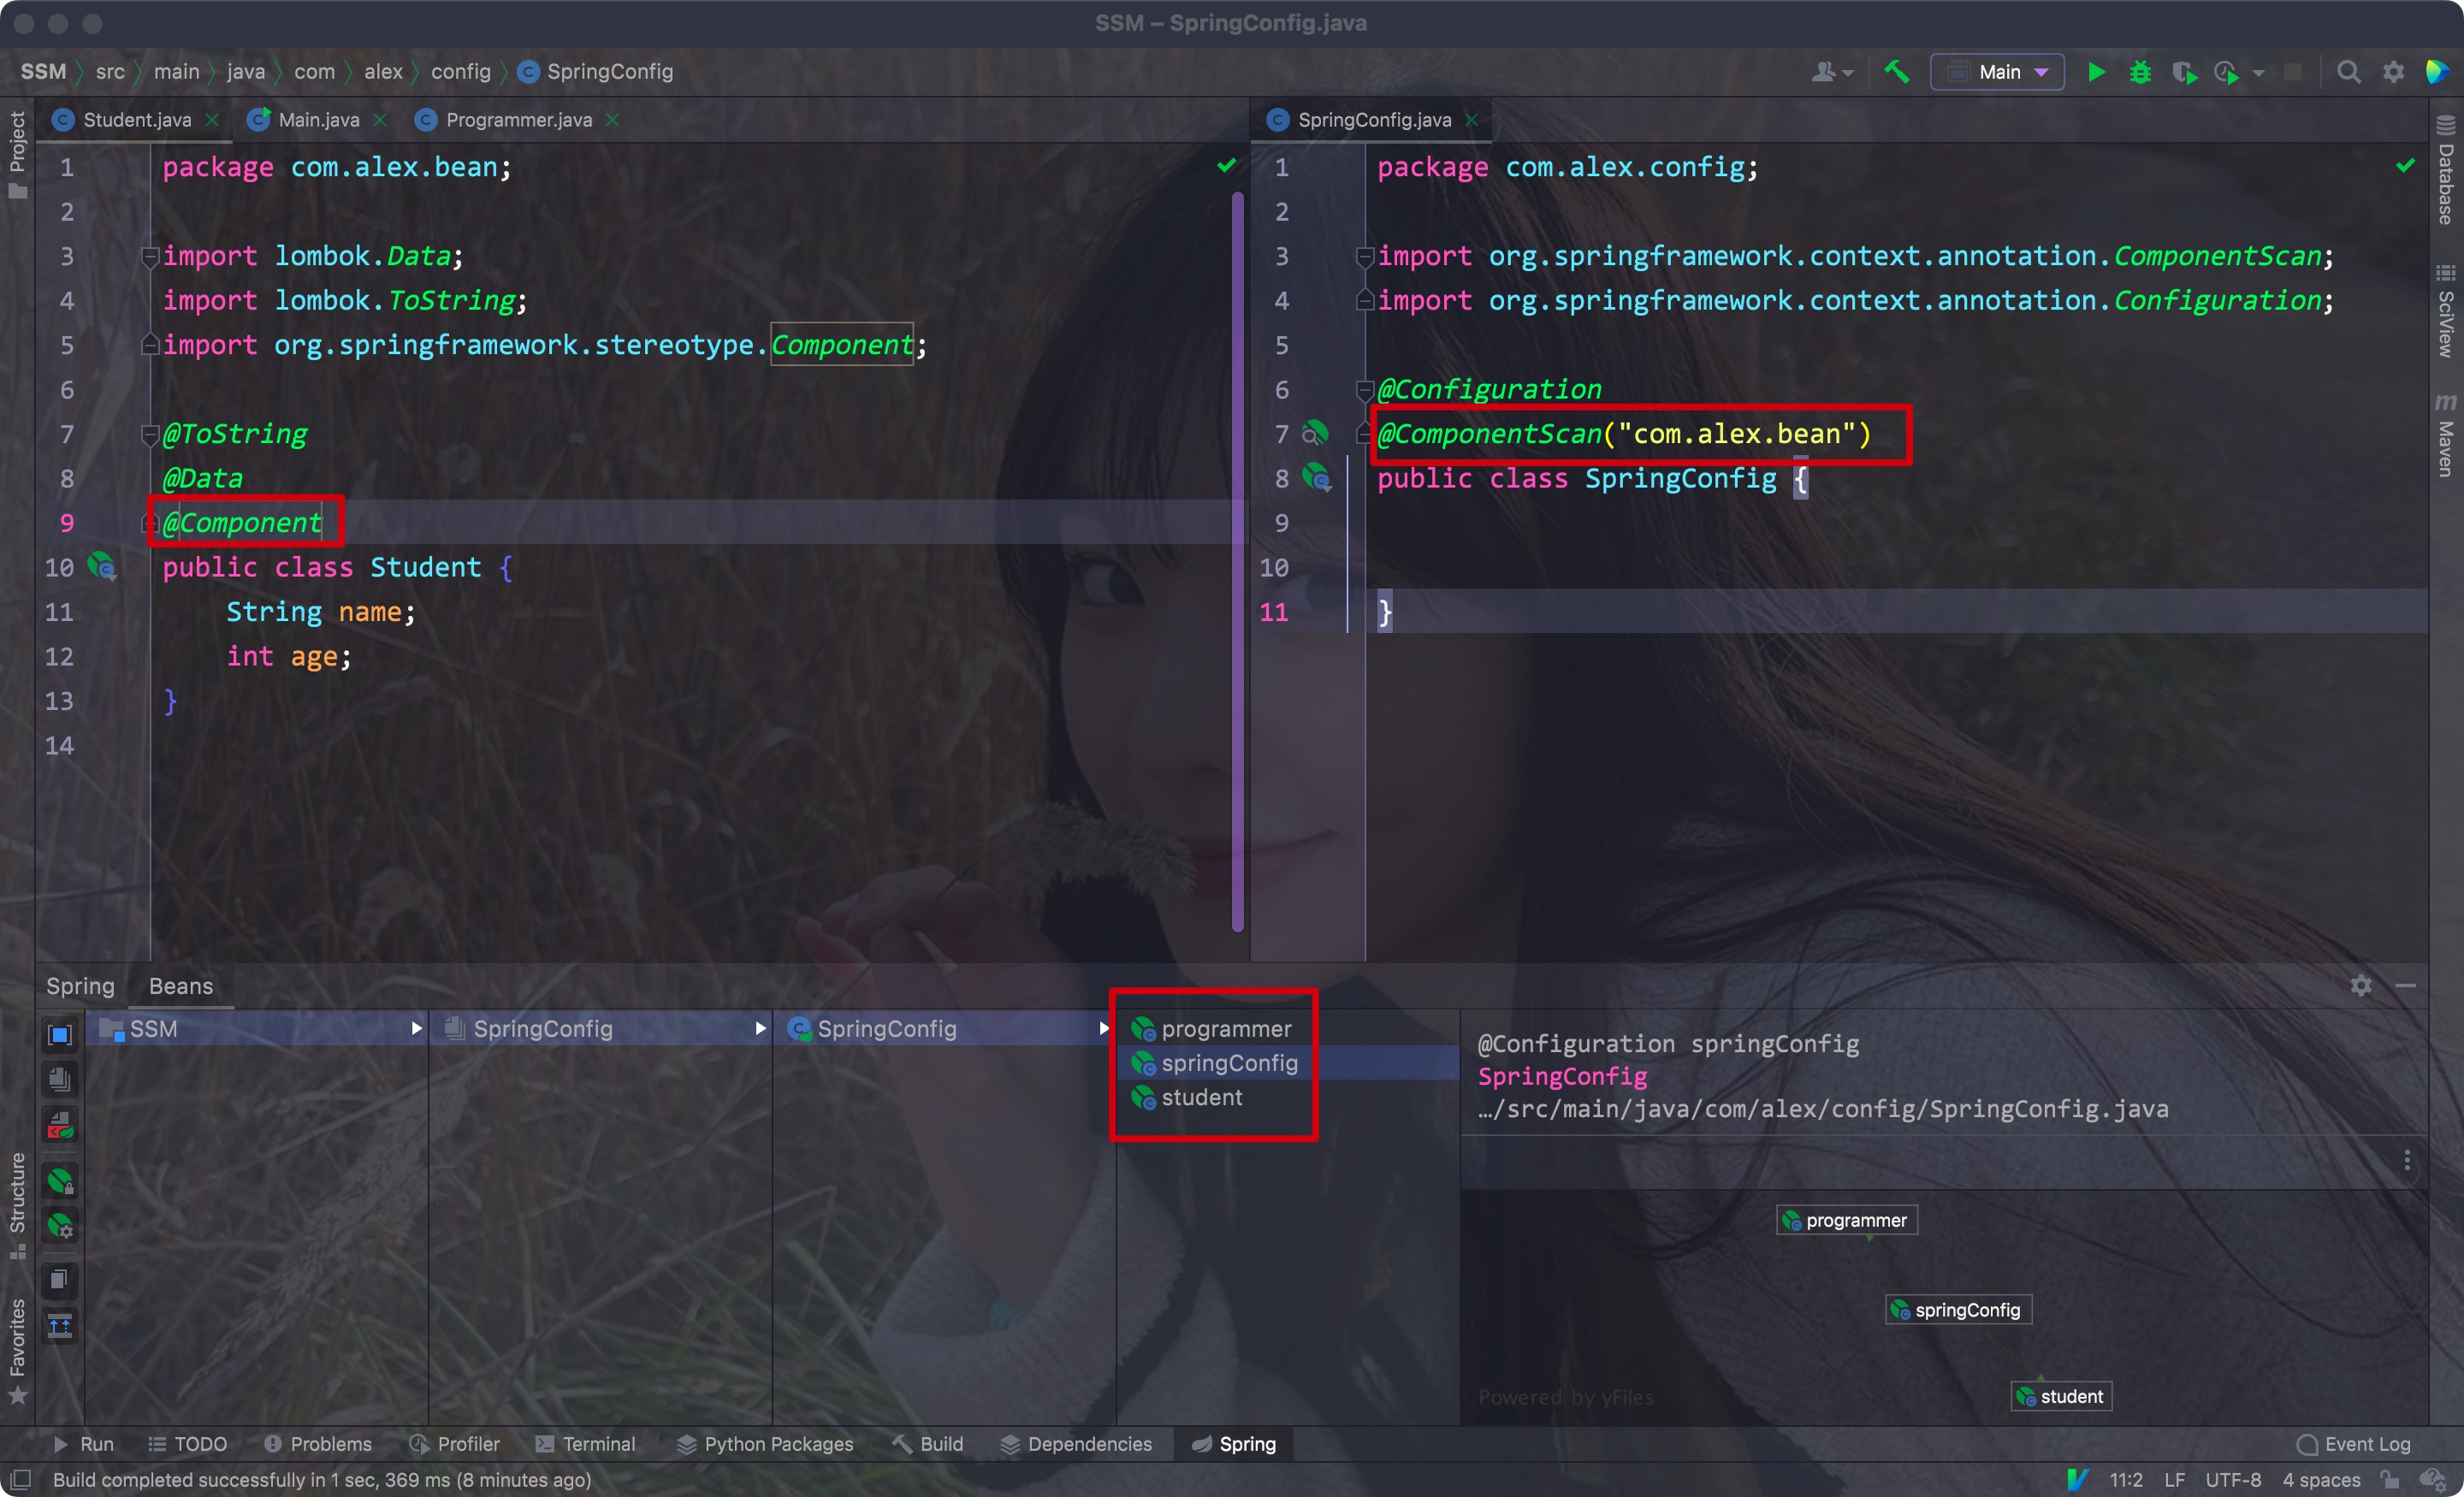 SSM – SpringConfig.java
SSM src main java com alex config SpringConfig
Main
Student.java Main.java Programmer.java
SpringConfig.java
Project
1 package com.alex.bean;
2
3 import lombok.Data;
4 import lombok.ToString;
5 import org.springframework.stereotype.Component;
6
7 @ToString
8 @Data
9 @Component
10 public class Student {
11 String name;
12 int age;
13 }
14
1 package com.alex.config;
2
3 import org.springframework.context.annotation.ComponentScan;
4 import org.springframework.context.annotation.Configuration;
5
6 @Configuration
7 @ComponentScan("com.alex.bean")
8 public class SpringConfig {
9
10
11 }
Database
SciView
Maven
Spring Beans
SSM
SpringConfig
SpringConfig
programmer
springConfig
student
@Configuration springConfig
SpringConfig
…/src/main/java/com/alex/config/SpringConfig.java
programmer
springConfig
student
Powered by yFiles
Structure
Favorites
Run TODO Problems Profiler Terminal Python Packages Build Dependencies Spring Event Log
Build completed successfully in 1 sec, 369 ms (8 minutes ago) 11:2 LF UTF-8 4 spaces